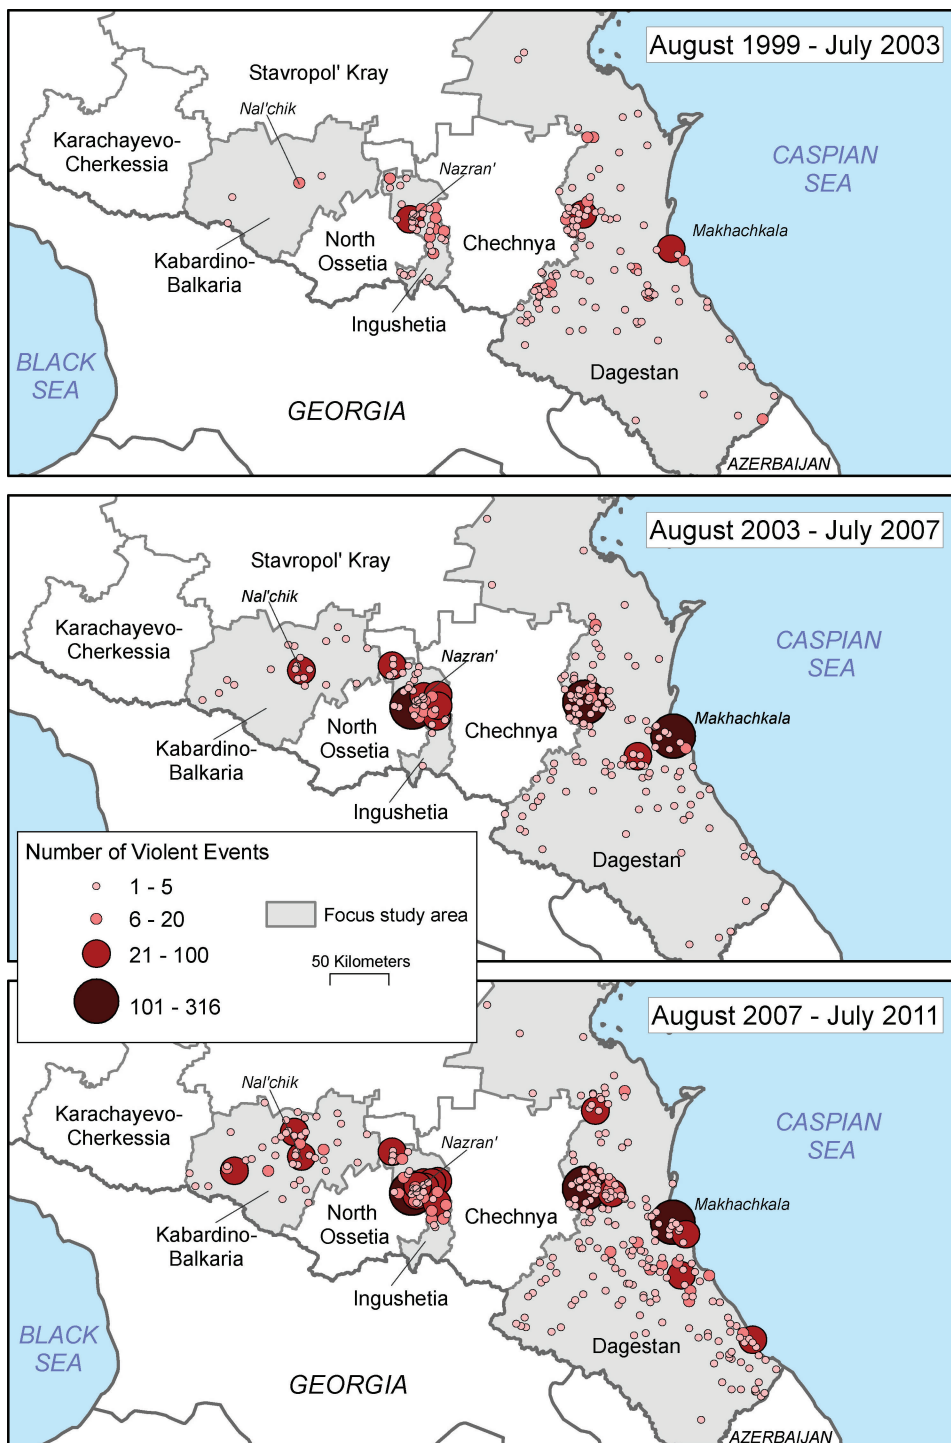 August 1999 - July 2003
Stavropol' Kray
Nal'chik
Karachayevo-
Cherkessia
CASPIAN
SEA
Nazran'
Makhachkala
North
Ossetia
Chechnya
Kabardino-
Balkaria
Ingushetia
BLACK
SEA
Dagestan
GEORGIA
AZERBAIJAN
August 2003 - July 2007
Stavropol' Kray
Nal'chik
Karachayevo-
Cherkessia
CASPIAN
SEA
Nazran'
Makhachkala
North
Ossetia
Chechnya
Kabardino-
Balkaria
Ingushetia
Dagestan
Number of Violent Events
1 - 5
6 - 20
21 - 100
101 - 316
Focus study area
50 Kilometers
August 2007 - July 2011
Nal'chik
Karachayevo-
Cherkessia
CASPIAN
SEA
Nazran'
Makhachkala
North
Ossetia
Chechnya
Kabardino-
Balkaria
Ingushetia
BLACK
SEA
Dagestan
GEORGIA
AZERBAIJAN